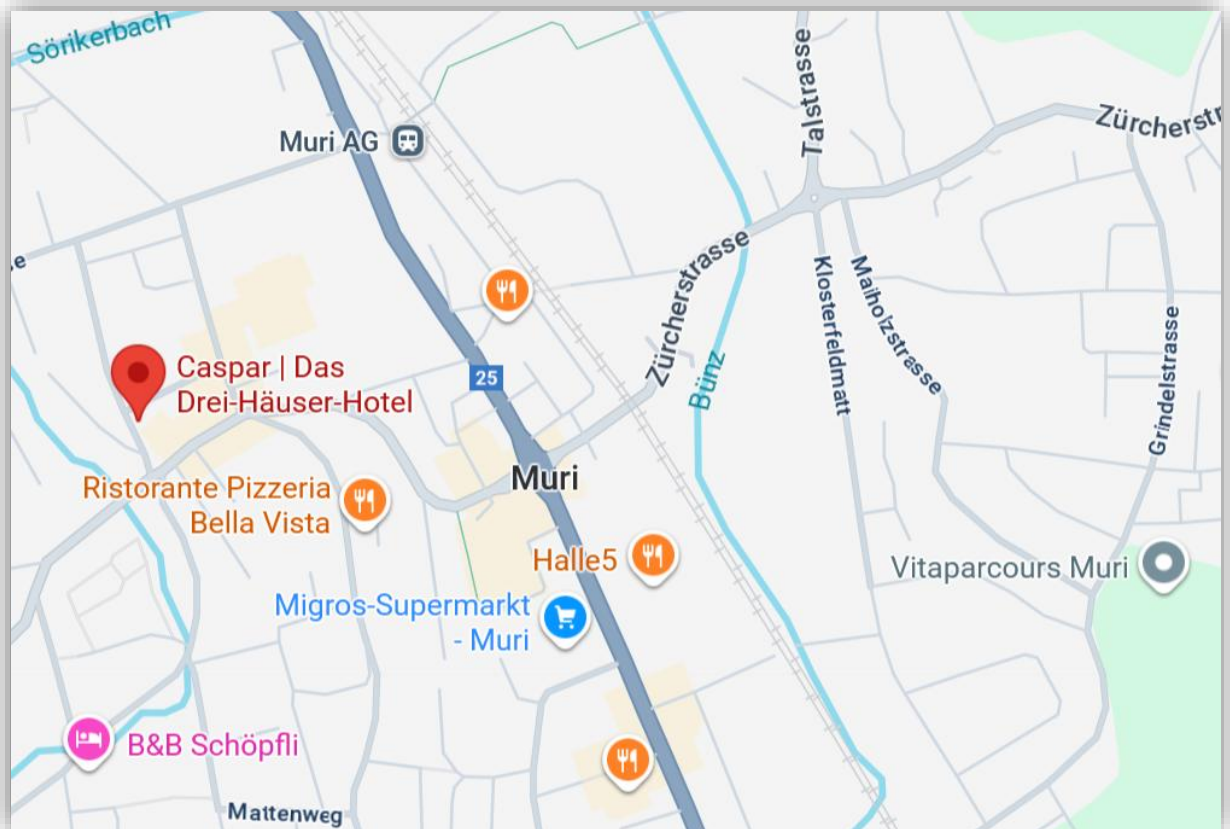 Sörikerbach
Muri AG
Talstrasse
Zürcherstr
se
Zürcherstrasse
Klosterfeldmatt
Maiholzstrasse
Grindelstrasse
Bünz
25
Caspar | Das
Drei-Häuser-Hotel
Muri
Ristorante Pizzeria
Bella Vista
Halle5
Vitaparcours Muri
Migros-Supermarkt
- Muri
B&B Schöpfli
Mattenweg